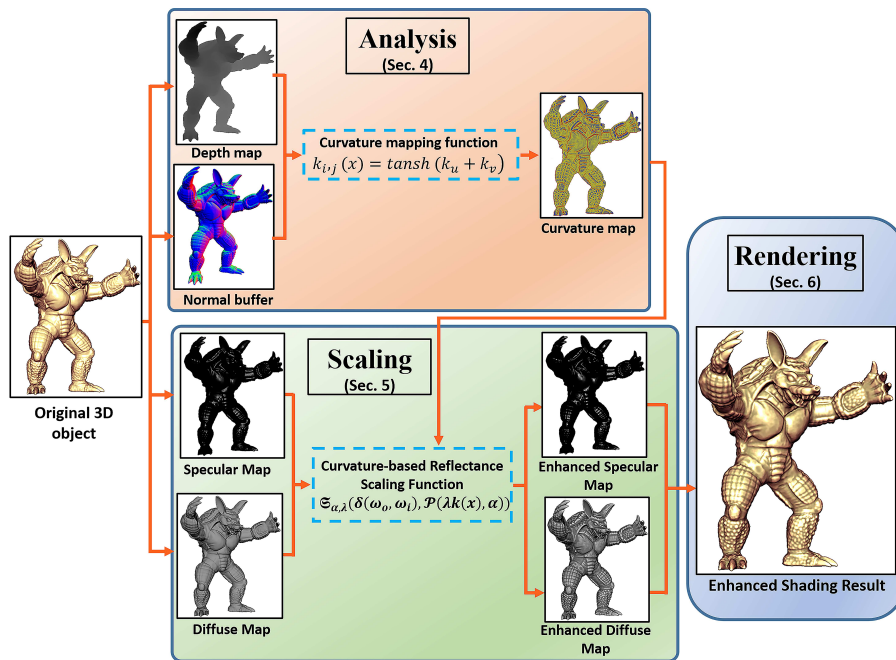 Analysis
(Sec. 4)
Depth map
Curvature mapping function
k_{i,j}(x) = tansh (k_u + k_v)
Normal buffer
Curvature map
Original 3D
object
Scaling
(Sec. 5)
Specular Map
Curvature-based Reflectance
Scaling Function
𝔖_{α,λ}(δ(ω_o, ω_i), 𝒫(λk(x), α))
Enhanced Specular
Map
Diffuse Map
Enhanced Diffuse
Map
Rendering
(Sec. 6)
Enhanced Shading Result